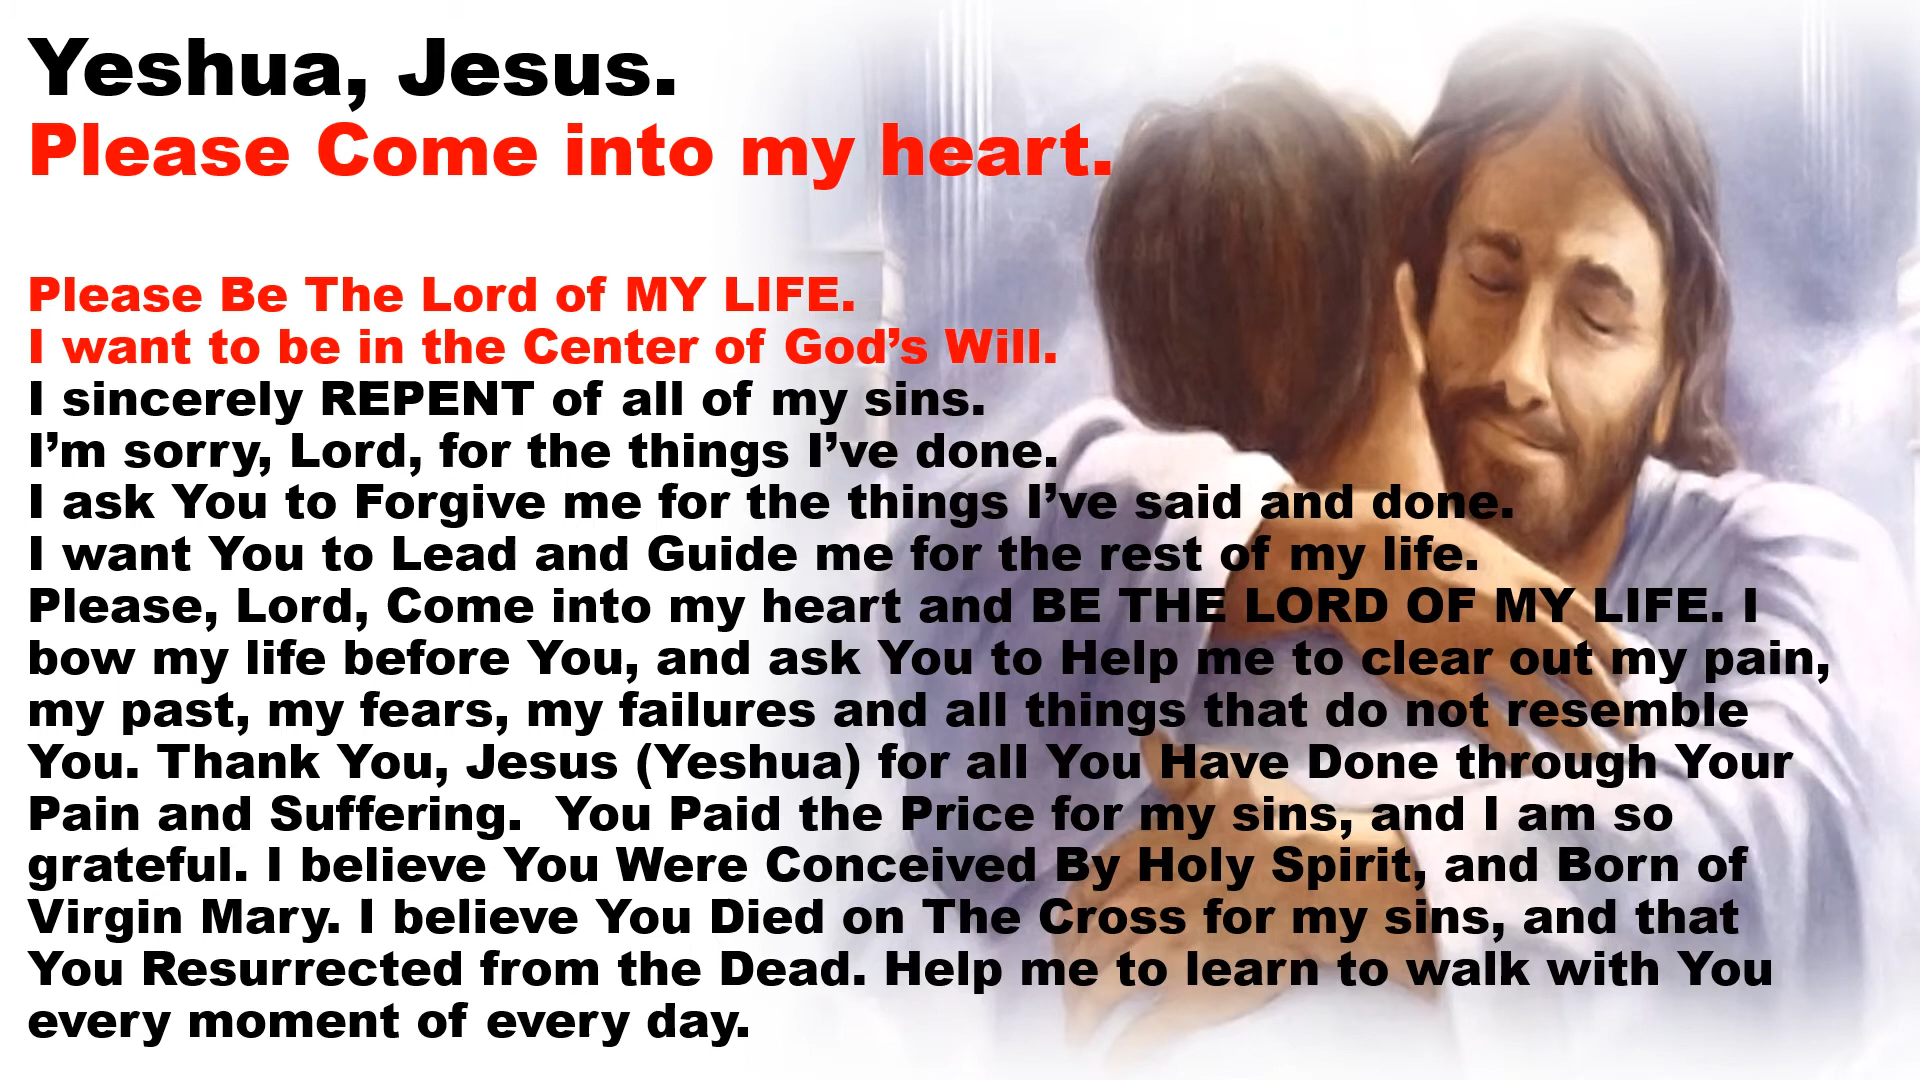 Yeshua, Jesus.
Please Come into my heart.
Please Be The Lord of MY LIFE.
I want to be in the Center of God’s Will.
I sincerely REPENT of all of my sins.
I’m sorry, Lord, for the things I’ve done.
I ask You to Forgive me for the things I’ve said and done.
I want You to Lead and Guide me for the rest of my life.
Please, Lord, Come into my heart and BE THE LORD OF MY LIFE. I
bow my life before You, and ask You to Help me to clear out my pain,
my past, my fears, my failures and all things that do not resemble
You. Thank You, Jesus (Yeshua) for all You Have Done through Your
Pain and Suffering.  You Paid the Price for my sins, and I am so
grateful. I believe You Were Conceived By Holy Spirit, and Born of
Virgin Mary. I believe You Died on The Cross for my sins, and that
You Resurrected from the Dead. Help me to learn to walk with You
every moment of every day.